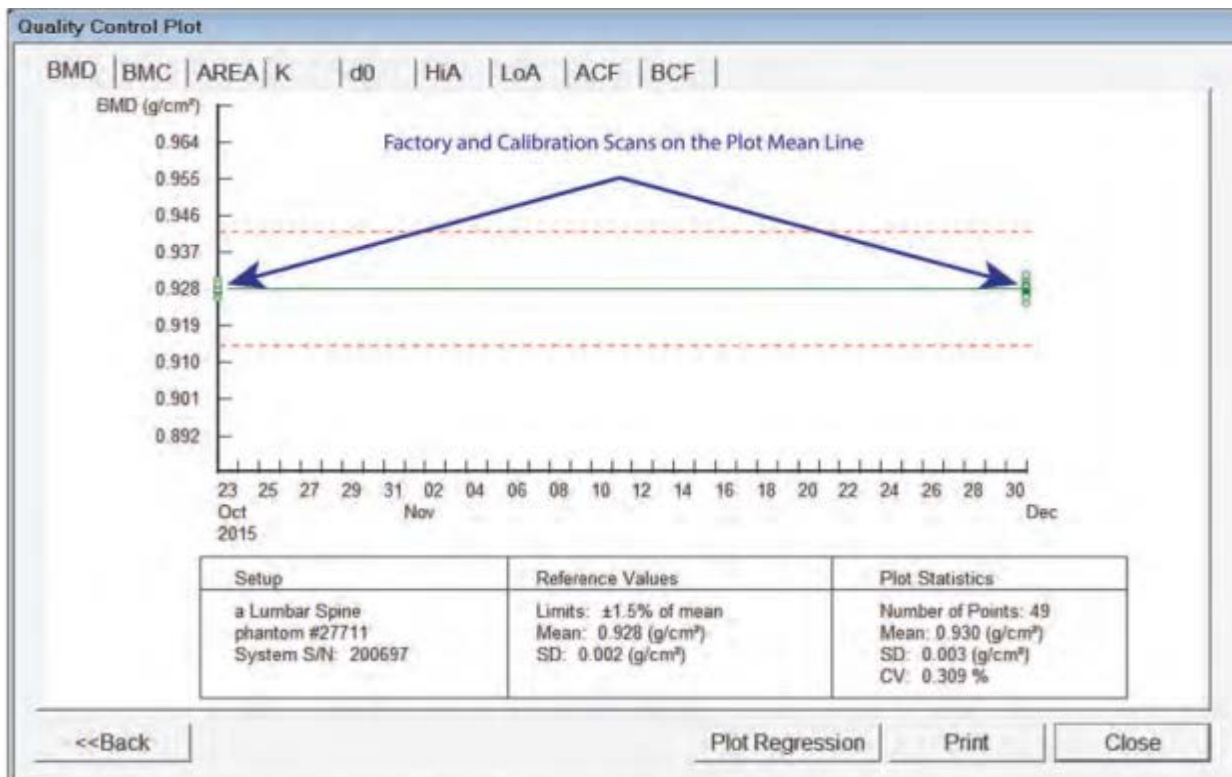 Quality Control Plot
BMD BMC AREA K d0 HiA LoA ACF BCF
BMD (g/cm²)
Factory and Calibration Scans on the Plot Mean Line
0.964
0.955
0.946
0.937
0.928
0.919
0.910
0.901
0.892
23 25 27 29 31 02 04 06 08 10 12 14 16 18 20 22 24 26 28 30
Oct Nov Dec
2015
Setup
a Lumbar Spine
phantom #27711
System S/N: 200697
Reference Values
Limits: ±1.5% of mean
Mean: 0.928 (g/cm²)
SD: 0.002 (g/cm²)
Plot Statistics
Number of Points: 49
Mean: 0.930 (g/cm²)
SD: 0.003 (g/cm²)
CV: 0.309 %
<<Back Plot Regression Print Close